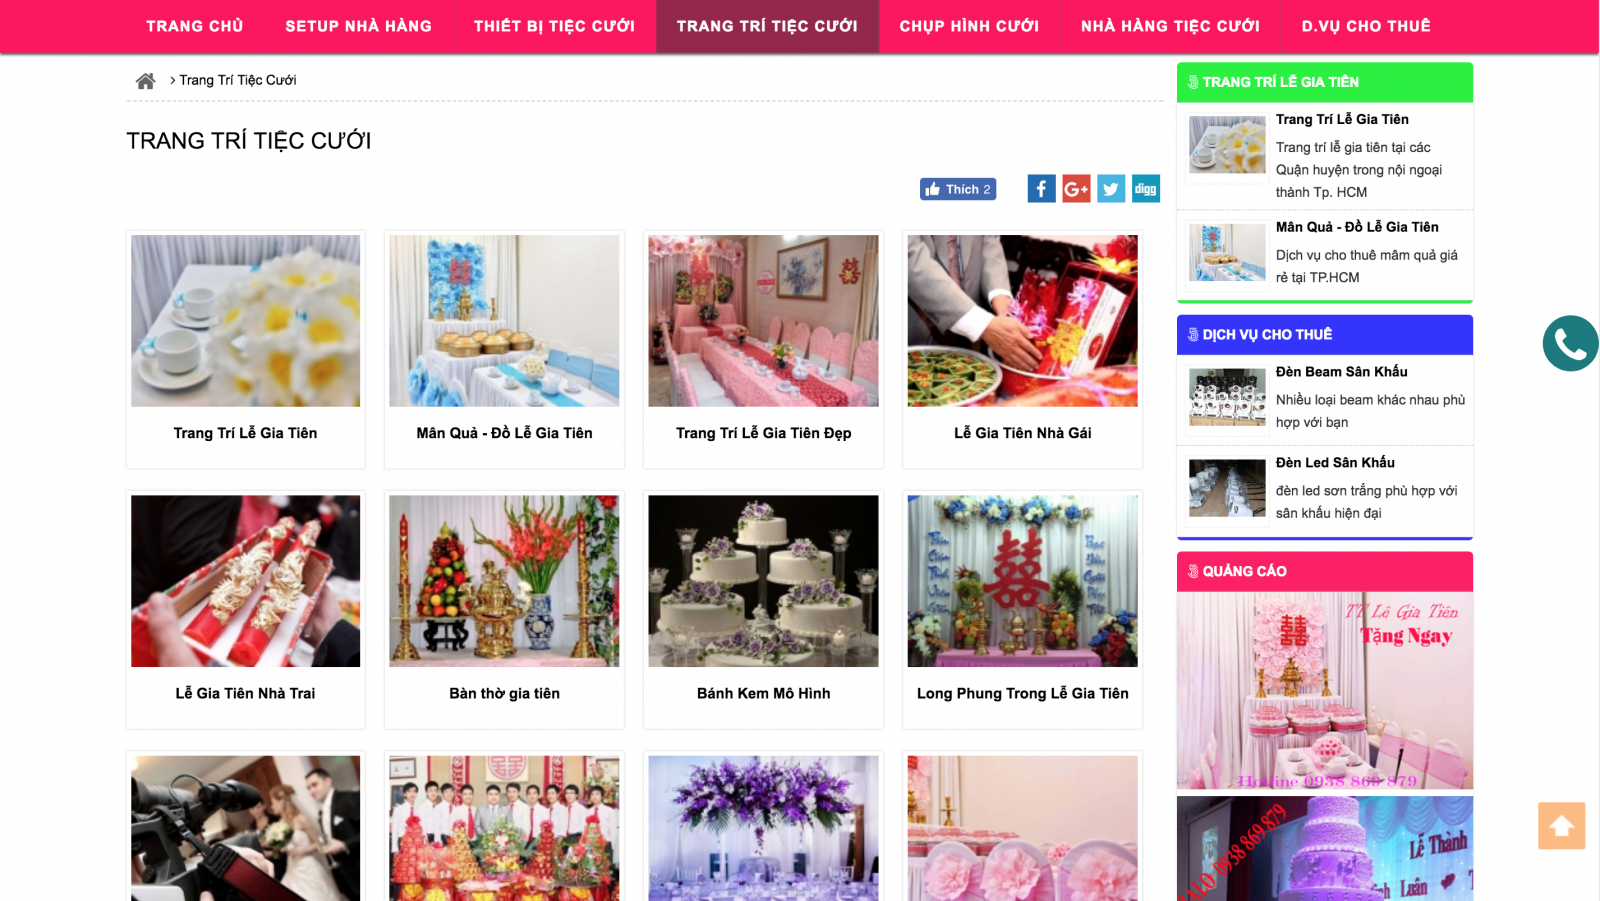 TRANG CHỦ
SETUP NHÀ HÀNG
THIẾT BỊ TIỆC CƯỚI
TRANG TRÍ TIỆC CƯỚI
CHỤP HÌNH CƯỚI
NHÀ HÀNG TIỆC CƯỚI
D.VỤ CHO THUÊ
Trang Trí Tiệc Cưới
TRANG TRÍ TIỆC CƯỚI
Thích 2
f
G+
digg
Trang Trí Lễ Gia Tiên
Mân Quả - Đồ Lễ Gia Tiên
Trang Trí Lễ Gia Tiên Đẹp
Lễ Gia Tiên Nhà Gái
囍
Lễ Gia Tiên Nhà Trai
Bàn thờ gia tiên
Bánh Kem Mô Hình
Long Phung Trong Lễ Gia Tiên
TRANG TRÍ LỄ GIA TIÊN
Trang Trí Lễ Gia Tiên
Trang trí lễ gia tiên tại các
Quận huyện trong nội ngoại
thành Tp. HCM
Mân Quả - Đồ Lễ Gia Tiên
Dịch vụ cho thuê mâm quả giá
rẻ tại TP.HCM
DỊCH VỤ CHO THUÊ
Đèn Beam Sân Khấu
Nhiều loại beam khác nhau phù
hợp với bạn
Đèn Led Sân Khấu
đèn led sơn trắng phù hợp với
sân khấu hiện đại
QUẢNG CÁO
TT Lê Gia Tiên
Tặng Ngay
囍
Hotline 0938 869 879
0938 869 879
Lễ Thành
Luân